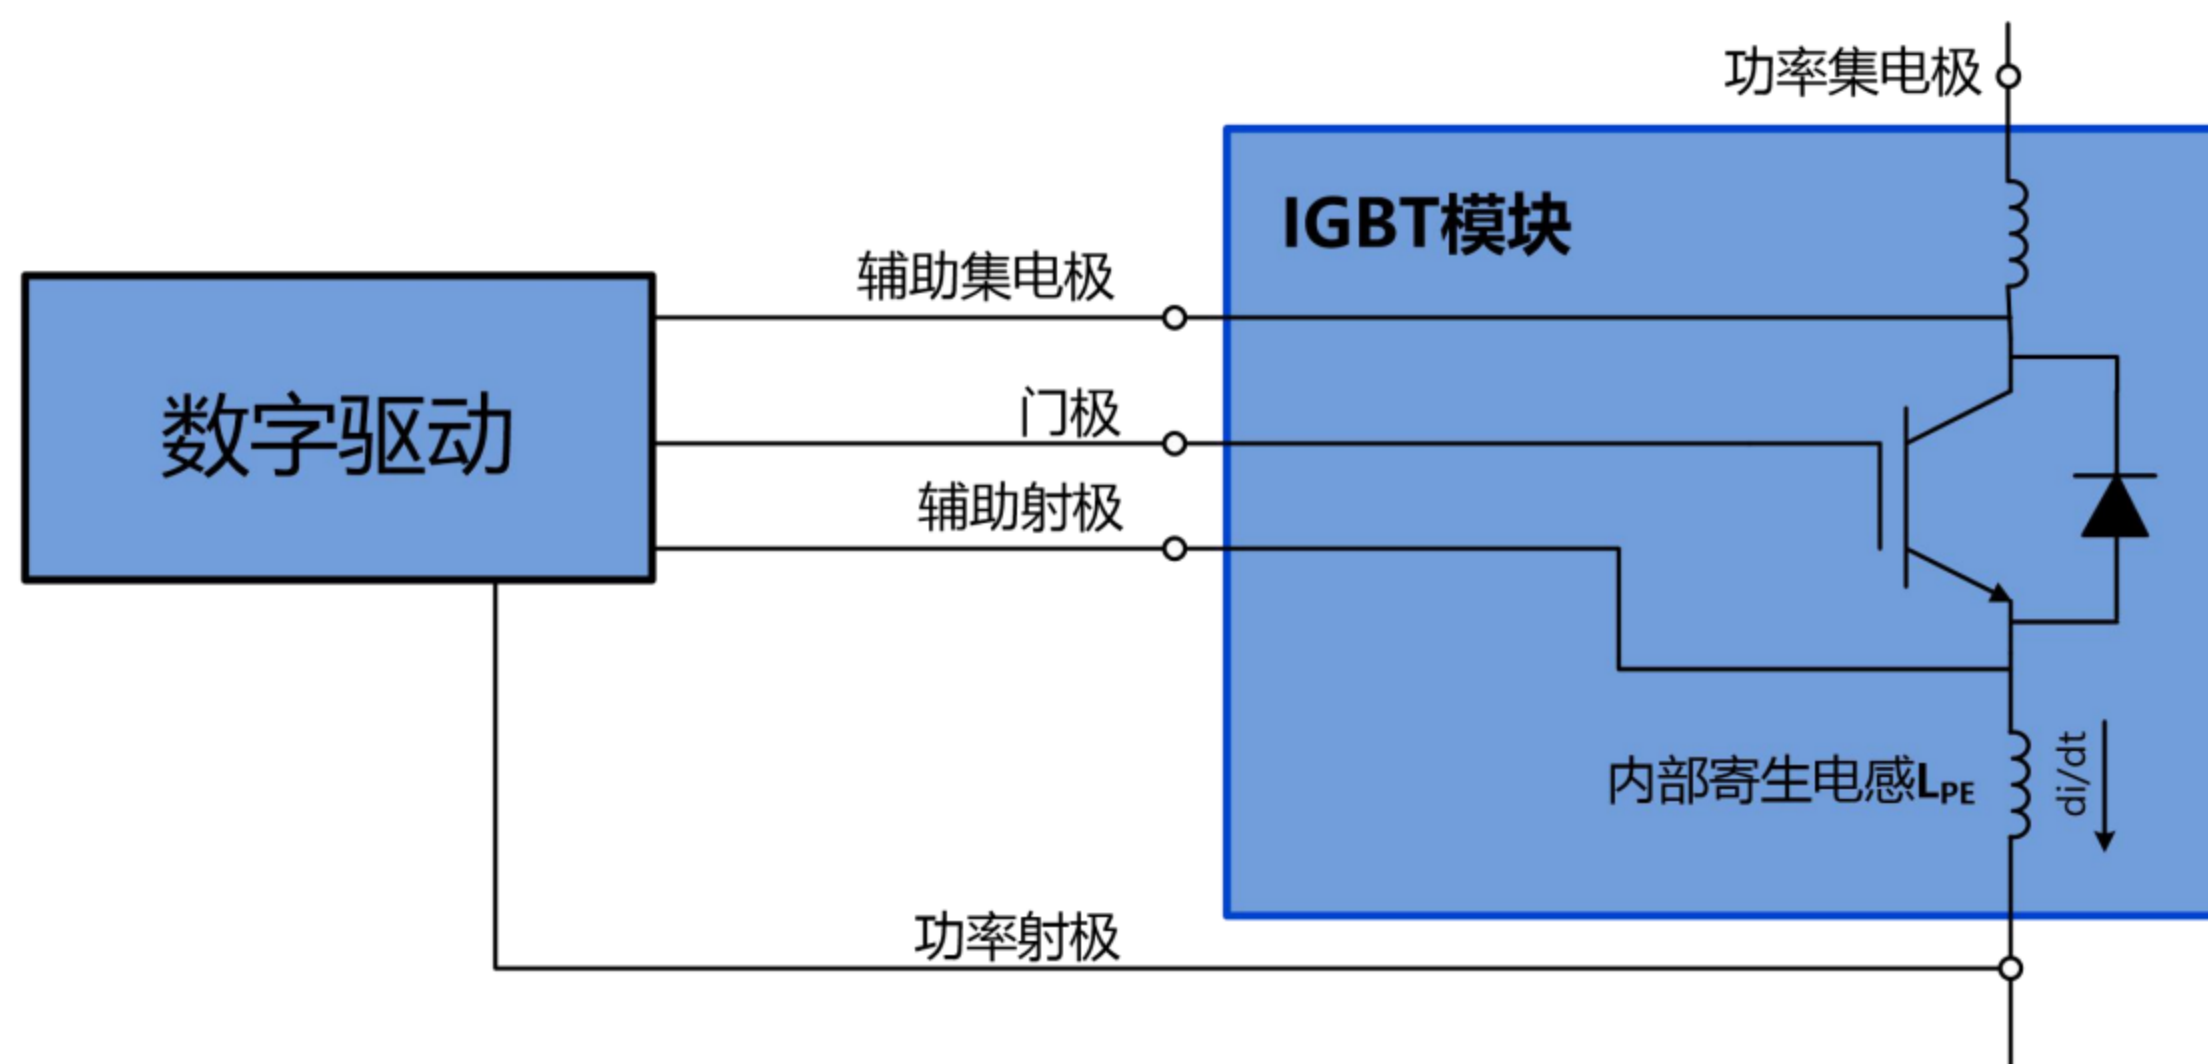 功率集电极
IGBT模块
辅助集电极
数字驱动
门极
辅助射极
内部寄生电感LPE
di/dt
功率射极